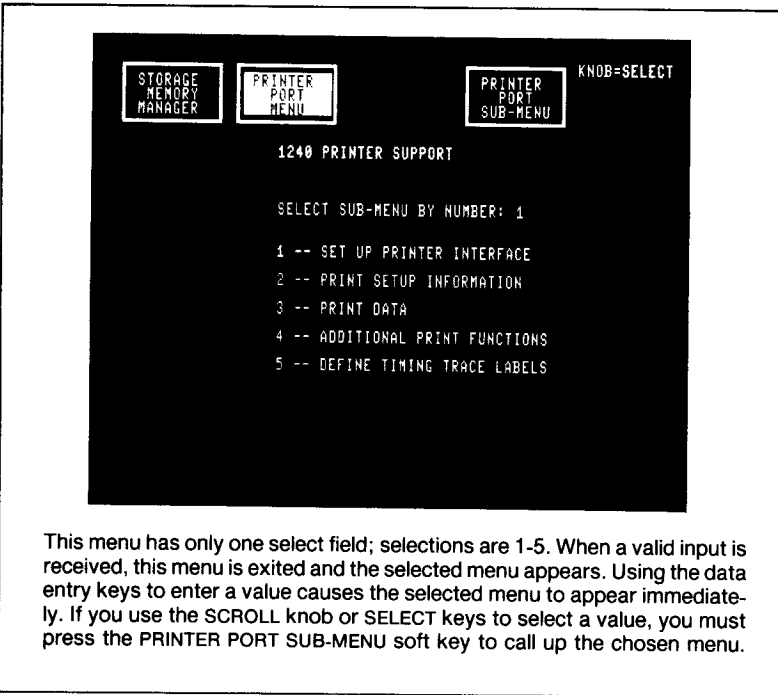 STORAGE
MEMORY
MANAGER
PRINTER
PORT
MENU
PRINTER
PORT
SUB-MENU
KNOB=SELECT
1240 PRINTER SUPPORT
SELECT SUB-MENU BY NUMBER: 1
1 -- SET UP PRINTER INTERFACE
2 -- PRINT SETUP INFORMATION
3 -- PRINT DATA
4 -- ADDITIONAL PRINT FUNCTIONS
5 -- DEFINE TIMING TRACE LABELS
This menu has only one select field; selections are 1-5. When a valid input is
received, this menu is exited and the selected menu appears. Using the data
entry keys to enter a value causes the selected menu to appear immediate-
ly. If you use the SCROLL knob or SELECT keys to select a value, you must
press the PRINTER PORT SUB-MENU soft key to call up the chosen menu.